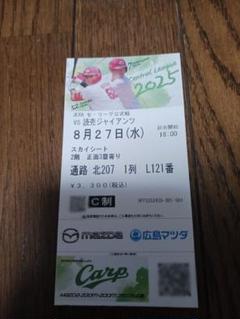 Central League
2025
セ・リーグ公式戦
VS 読売ジャイアンツ
8月27日(水)
試合開始
18:00
スカイシート
2階 正面3塁寄り
通路 北207 1列 L121番
¥3,300(税込)
C制
mazda 広島マツダ
Carp